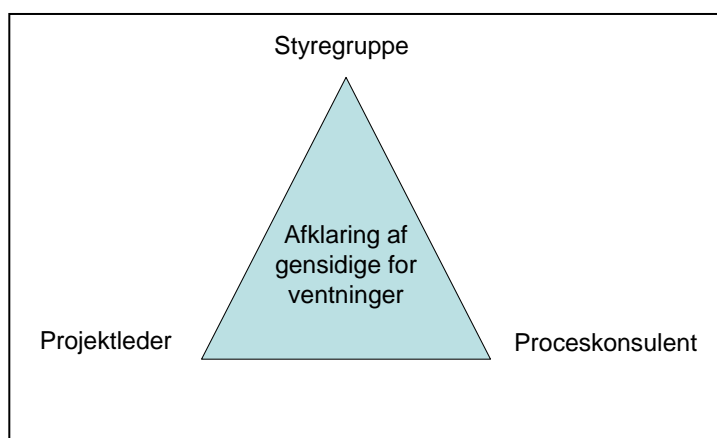 Styregruppe
Afklaring af
gensidige for
ventninger
Projektleder
Proceskonsulent